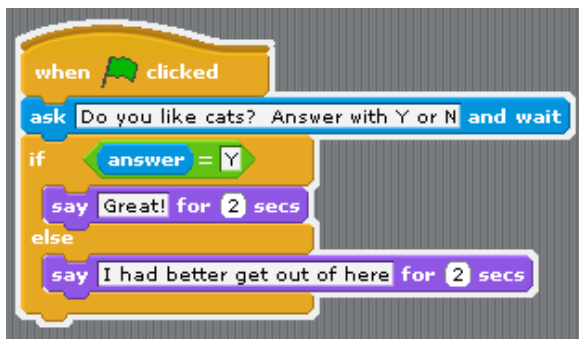 when clicked
ask Do you like cats? Answer with Y or N and wait
if answer = Y
say Great! for 2 secs
else
say I had better get out of here for 2 secs